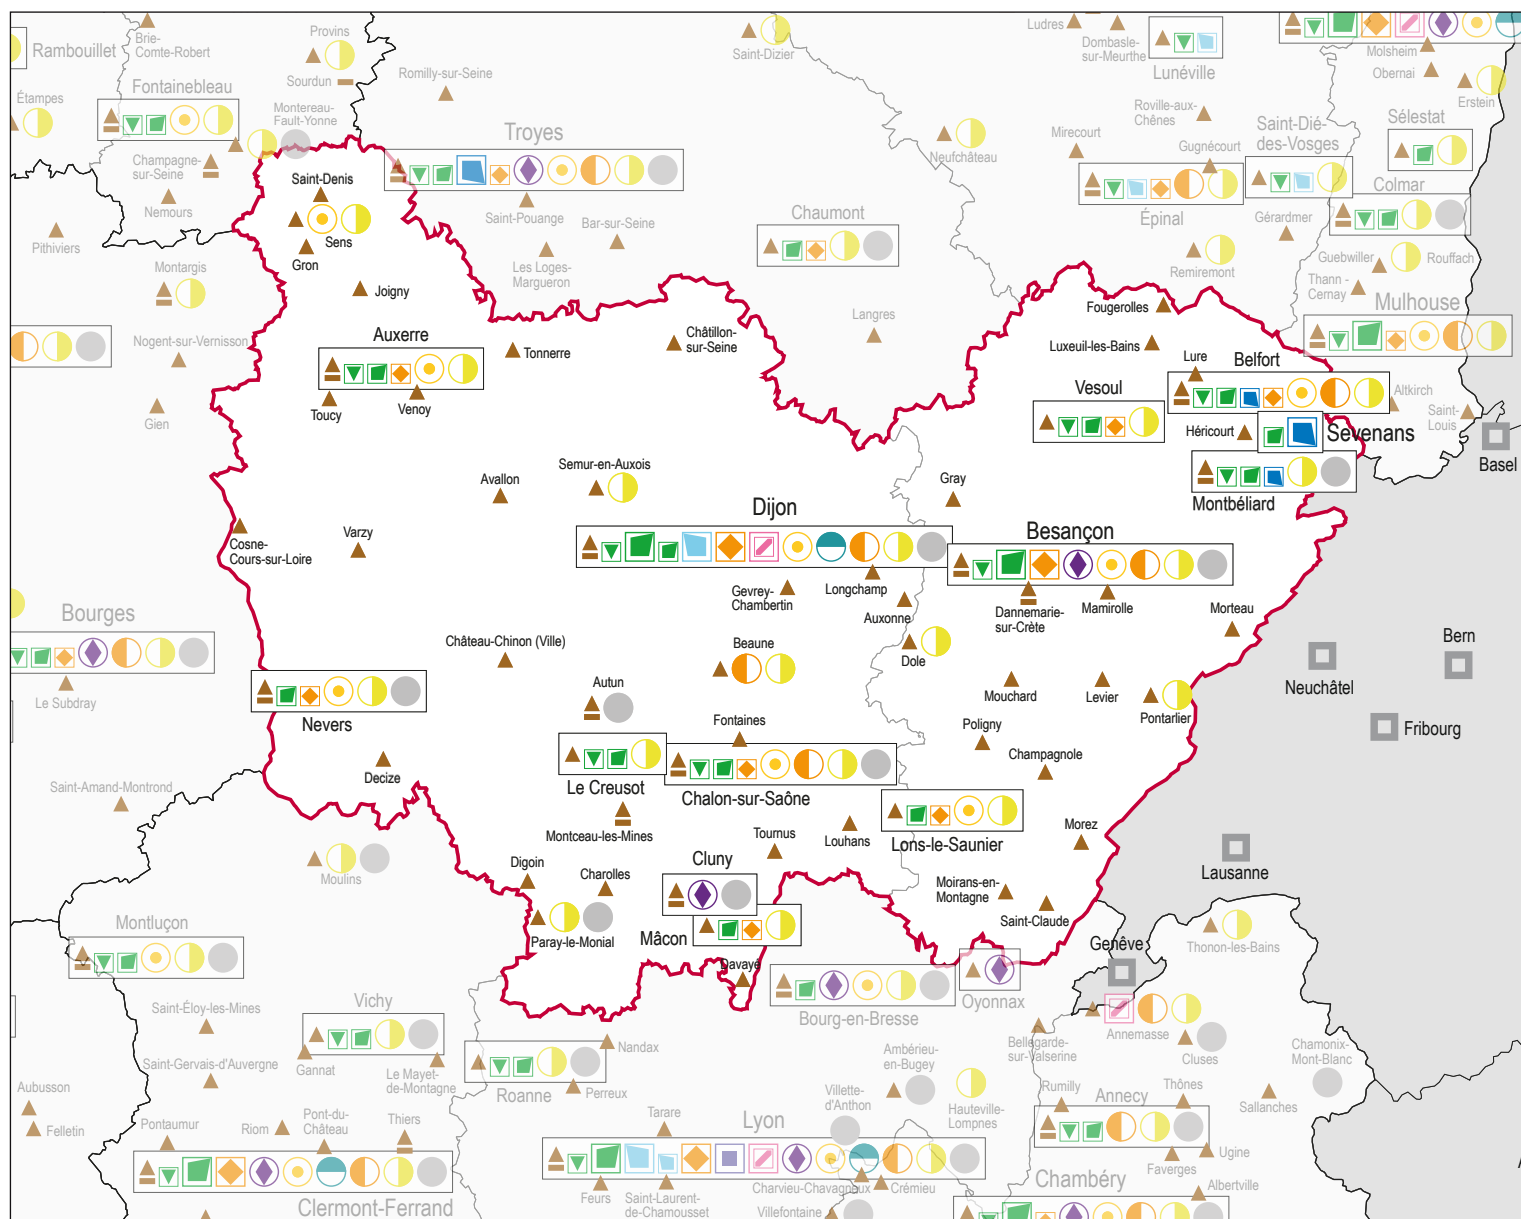 Rambouillet
Brie-
Comte-Robert
Provins
Sourdun
Romilly-sur-Seine
Saint-Dizier
Ludres
Dombasle-
sur-Meurthe
Lunéville
Molsheim
Obernai
Erstein
Étampes
Fontainebleau
Montereau-
Fault-Yonne
Troyes
Neufchâteau
Roville-aux-
Chênes
Mirecourt
Gugnécourt
Saint-Dié-
des-Vosges
Sélestat
Champagne-
sur-Seine
Nemours
Pithiviers
Saint-Denis
Sens
Gron
Saint-Pouange
Bar-sur-Seine
Les Loges-
Margueron
Chaumont
Épinal
Gérardmer
Colmar
Remiremont
Guebwiller
Rouffach
Thann -
Cernay
Mulhouse
Montargis
Joigny
Nogent-sur-Vernisson
Auxerre
Tonnerre
Châtillon-
sur-Seine
Langres
Fougerolles
Luxeuil-les-Bains
Lure
Belfort
Altkirch
Saint-
Louis
Gien
Toucy
Venoy
Vesoul
Héricourt
Sevenans
Basel
Montbéliard
Avallon
Semur-en-Auxois
Gray
Dijon
Besançon
Cosne-
Cours-sur-Loire
Varzy
Gevrey-
Chambertin
Longchamp
Auxonne
Dannemarie-
sur-Crète
Mamirolle
Morteau
Bourges
Le Subdray
Château-Chinon (Ville)
Beaune
Dole
Neuchâtel
Bern
Nevers
Autun
Mouchard
Levier
Pontarlier
Fribourg
Fontaines
Poligny
Champagnole
Decize
Saint-Amand-Montrond
Le Creusot
Chalon-sur-Saône
Montceau-les-Mines
Tournus
Louhans
Lons-le-Saunier
Morez
Lausanne
Moulins
Digoin
Charolles
Cluny
Moirans-en-
Montagne
Saint-Claude
Montluçon
Paray-le-Monial
Mâcon
Davayé
Genêve
Thonon-les-Bains
Bourg-en-Bresse
Oyonnax
Saint-Éloy-les-Mines
Vichy
Saint-Gervais-d'Auvergne
Gannat
Le Mayet-
de-Montagne
Roanne
Nandax
Perreux
Ambérieu-
en-Bugey
Bellegarde-
sur-Valserine
Annemasse
Cluses
Chamonix-
Mont-Blanc
Aubusson
Felletin
Pontaumur
Riom
Pont-du-
Château
Thiers
Tarare
Lyon
Villette-
d'Anthon
Hauteville-
Lompnes
Rumilly
Annecy
Thônes
Sallanches
Feurs
Saint-Laurent-
de-Chamousset
Charvieu-Chavagneux
Crémieu
Villefontaine
Faverges
Ugine
Albertville
Chambéry
Clermont-Ferrand